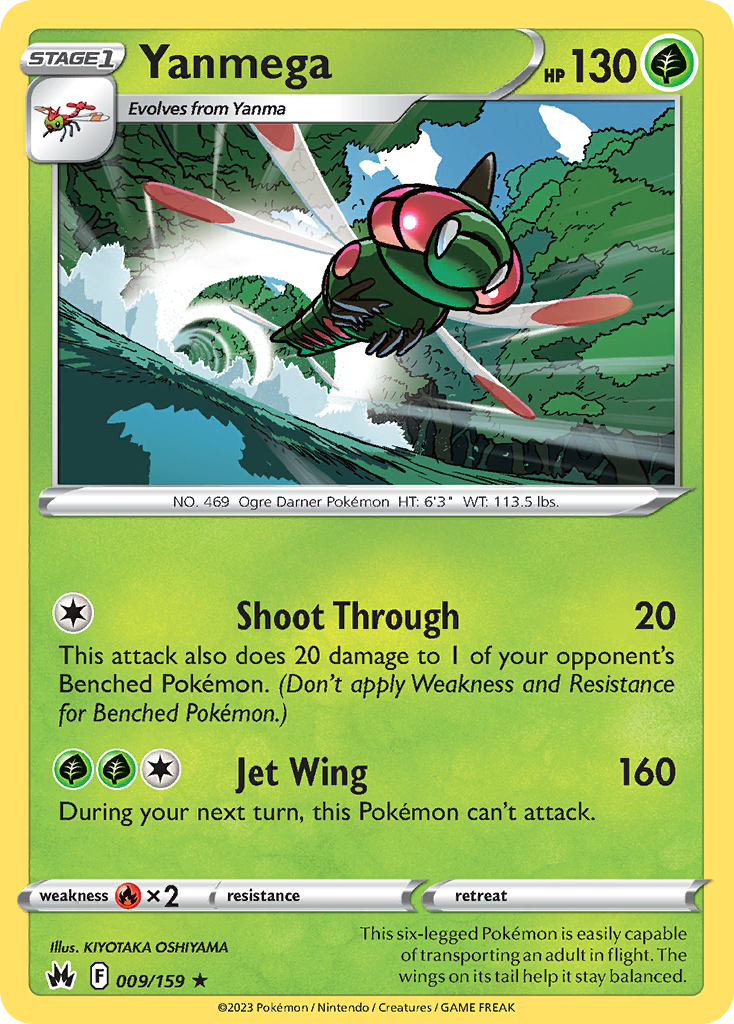 STAGE 1
Yanmega
HP 130
Evolves from Yanma
NO. 469 Ogre Darner Pokémon HT: 6'3" WT: 113.5 lbs.
Shoot Through 20
This attack also does 20 damage to 1 of your opponent's
Benched Pokémon. (Don't apply Weakness and Resistance
for Benched Pokémon.)
Jet Wing 160
During your next turn, this Pokémon can't attack.
weakness ×2 resistance retreat
Illus. KIYOTAKA OSHIYAMA
F 009/159 ★
This six-legged Pokémon is easily capable
of transporting an adult in flight. The
wings on its tail help it stay balanced.
©2023 Pokémon / Nintendo / Creatures / GAME FREAK